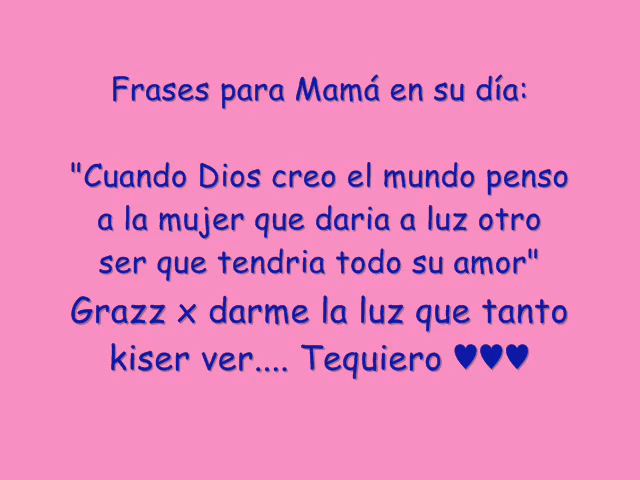 Frases para Mamá en su día:
"Cuando Dios creo el mundo penso
a la mujer que daria a luz otro
ser que tendria todo su amor"
Grazz x darme la luz que tanto
kiser ver.... Tequiero ♥♥♥